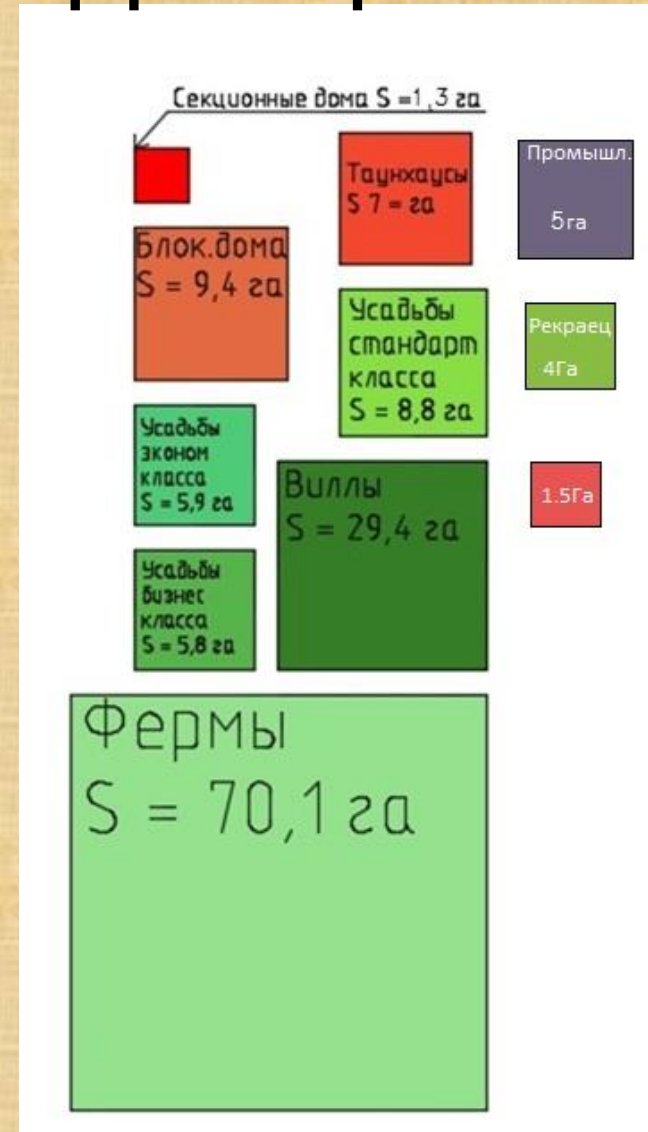 Секционные дома S =1,3 га
Таунхаусы
S 7 = га
Промышл.
5га
Блок.дома
S = 9,4 га
Усадьбы
стандарт
класса
S = 8,8 га
Рекраец
4Га
Усадьбы
эконом
класса
S = 5,9 га
Виллы
S = 29,4 га
1.5Га
Усадьбы
бизнес
класса
S = 5,8 га
Фермы
S = 70,1 га